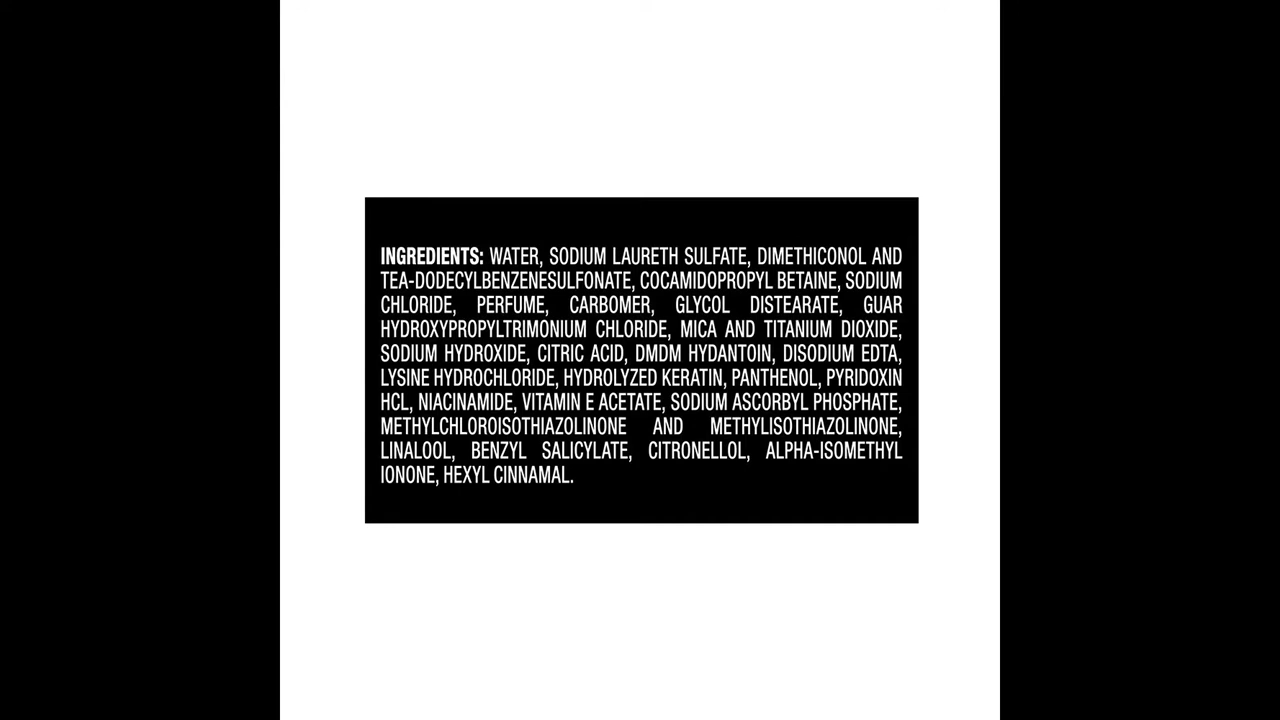 INGREDIENTS: WATER, SODIUM LAURETH SULFATE, DIMETHICONOL AND
TEA-DODECYLBENZENESULFONATE, COCAMIDOPROPYL BETAINE, SODIUM
CHLORIDE, PERFUME, CARBOMER, GLYCOL DISTEARATE, GUAR
HYDROXYPROPYLTRIMONIUM CHLORIDE, MICA AND TITANIUM DIOXIDE,
SODIUM HYDROXIDE, CITRIC ACID, DMDM HYDANTOIN, DISODIUM EDTA,
LYSINE HYDROCHLORIDE, HYDROLYZED KERATIN, PANTHENOL, PYRIDOXIN
HCL, NIACINAMIDE, VITAMIN E ACETATE, SODIUM ASCORBYL PHOSPHATE,
METHYLCHLOROISOTHIAZOLINONE AND METHYLISOTHIAZOLINONE,
LINALOOL, BENZYL SALICYLATE, CITRONELLOL, ALPHA-ISOMETHYL
IONONE, HEXYL CINNAMAL.